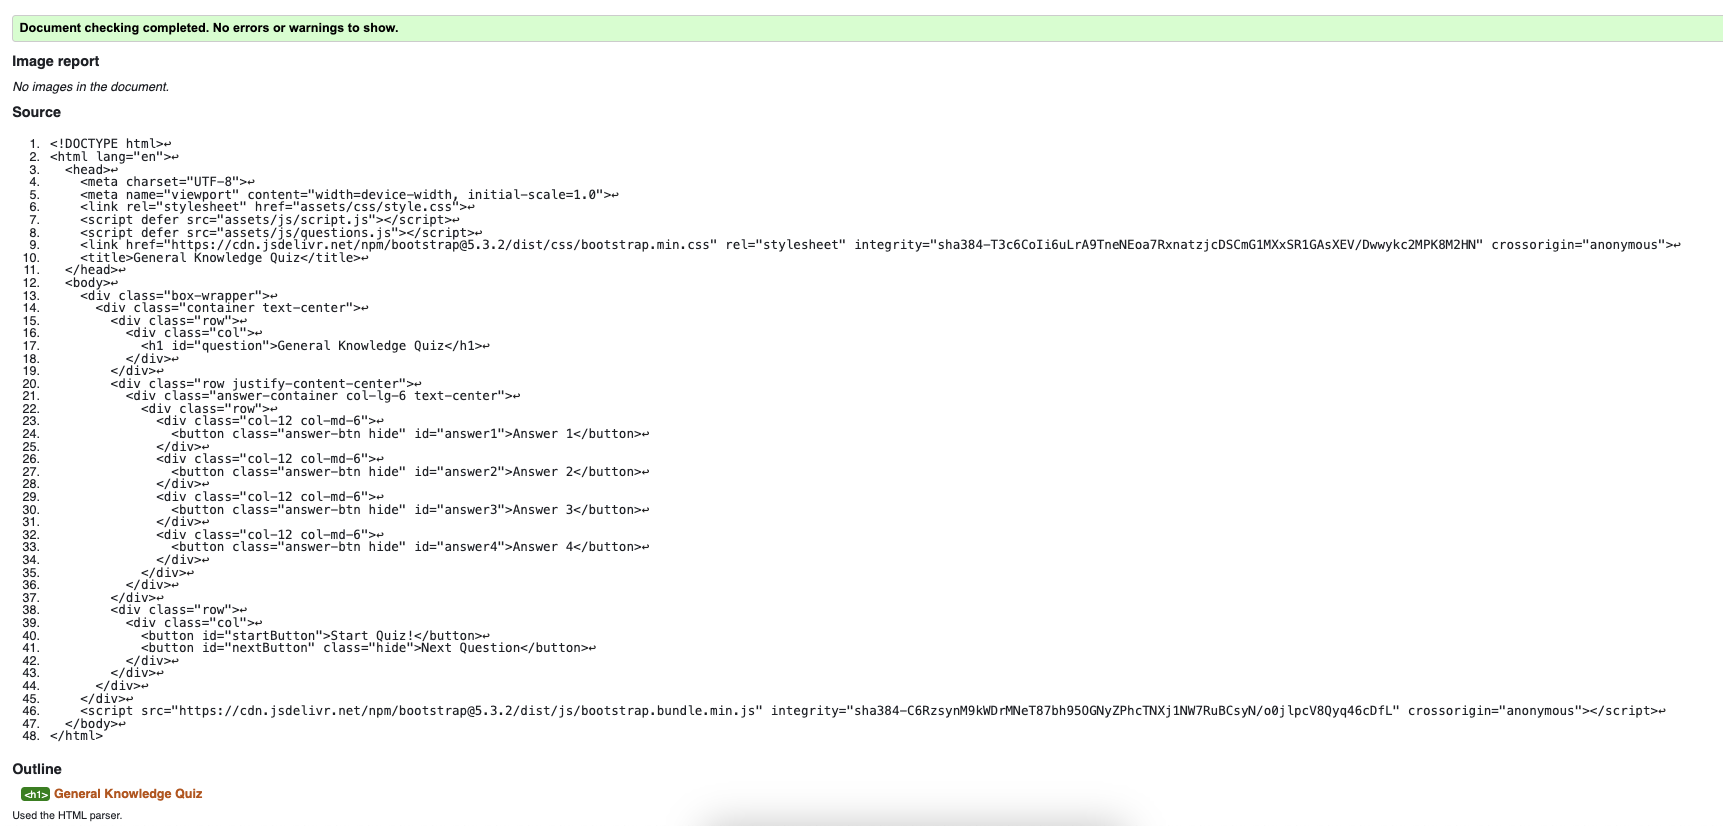 Document checking completed. No errors or warnings to show.
Image report
No images in the document.
Source
1. <!DOCTYPE html>↩
2. <html lang="en">↩
3.   <head>↩
4.     <meta charset="UTF-8">↩
5.     <meta name="viewport" content="width=device-width, initial-scale=1.0">↩
6.     <link rel="stylesheet" href="assets/css/style.css">↩
7.     <script defer src="assets/js/script.js"></script>↩
8.     <script defer src="assets/js/questions.js"></script>↩
9.     <link href="https://cdn.jsdelivr.net/npm/bootstrap@5.3.2/dist/css/bootstrap.min.css" rel="stylesheet" integrity="sha384-T3c6CoIi6uLrA9TneNEoa7RxnatzjcDSCmG1MXxSR1GAsXEV/Dwwykc2MPK8M2HN" crossorigin="anonymous">↩
10.     <title>General Knowledge Quiz</title>↩
11.   </head>↩
12.   <body>↩
13.     <div class="box-wrapper">↩
14.       <div class="container text-center">↩
15.         <div class="row">↩
16.           <div class="col">↩
17.             <h1 id="question">General Knowledge Quiz</h1>↩
18.           </div>↩
19.         </div>↩
20.         <div class="row justify-content-center">↩
21.           <div class="answer-container col-lg-6 text-center">↩
22.             <div class="row">↩
23.               <div class="col-12 col-md-6">↩
24.                 <button class="answer-btn hide" id="answer1">Answer 1</button>↩
25.               </div>↩
26.               <div class="col-12 col-md-6">↩
27.                 <button class="answer-btn hide" id="answer2">Answer 2</button>↩
28.               </div>↩
29.               <div class="col-12 col-md-6">↩
30.                 <button class="answer-btn hide" id="answer3">Answer 3</button>↩
31.               </div>↩
32.               <div class="col-12 col-md-6">↩
33.                 <button class="answer-btn hide" id="answer4">Answer 4</button>↩
34.               </div>↩
35.             </div>↩
36.           </div>↩
37.         </div>↩
38.         <div class="row">↩
39.           <div class="col">↩
40.             <button id="startButton">Start Quiz!</button>↩
41.             <button id="nextButton" class="hide">Next Question</button>↩
42.           </div>↩
43.         </div>↩
44.       </div>↩
45.     </div>↩
46.     <script src="https://cdn.jsdelivr.net/npm/bootstrap@5.3.2/dist/js/bootstrap.bundle.min.js" integrity="sha384-C6RzsynM9kWDrMNeT87bh95OGNyZPhcTNXj1NW7RuBCsyN/o0jlpcV8Qyq46cDfL" crossorigin="anonymous"></script>↩
47.   </body>↩
48. </html>
Outline
<h1> General Knowledge Quiz
Used the HTML parser.